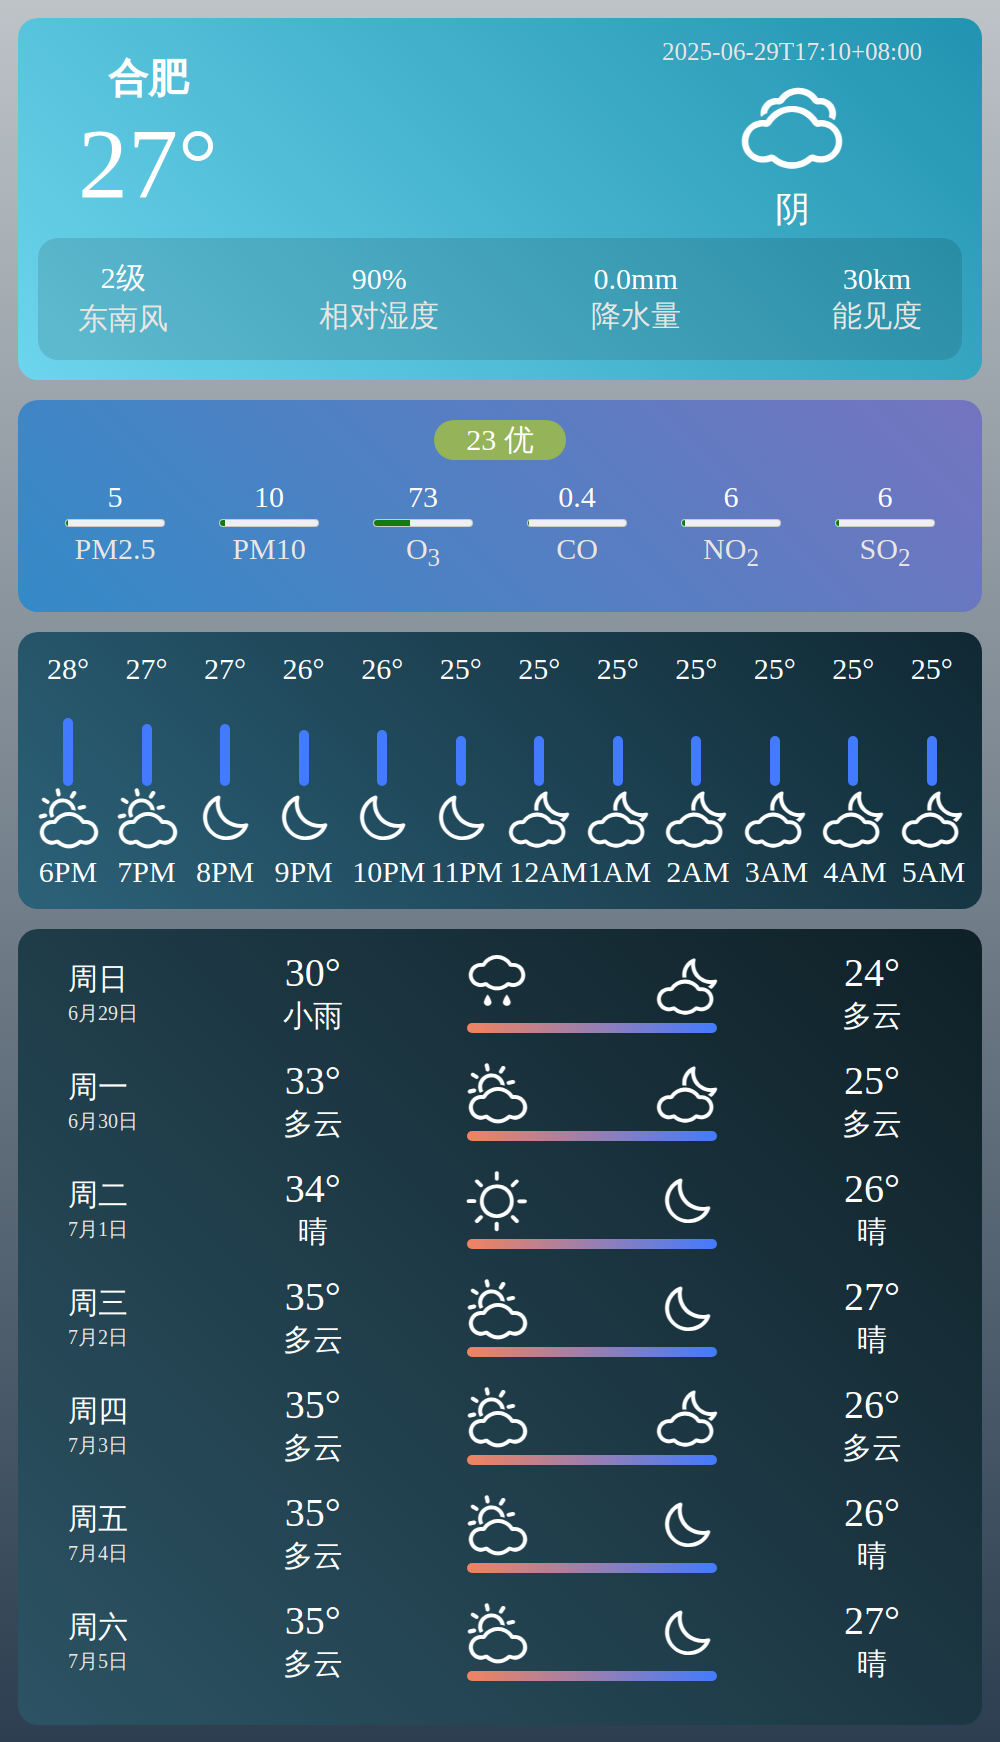 合肥
27°
2025-06-29T17:10+08:00
阴
2级 90% 0.0mm 30km
东南风 相对湿度 降水量 能见度
23 优
5 10 73 0.4 6 6
PM2.5 PM10 O3 CO NO2 SO2
28° 27° 27° 26° 26° 25° 25° 25° 25° 25° 25° 25°
6PM 7PM 8PM 9PM 10PM 11PM 12AM 1AM 2AM 3AM 4AM 5AM
周日 30° 24°
6月29日 小雨 多云
周一 33° 25°
6月30日 多云 多云
周二 34° 26°
7月1日 晴 晴
周三 35° 27°
7月2日 多云 晴
周四 35° 26°
7月3日 多云 多云
周五 35° 26°
7月4日 多云 晴
周六 35° 27°
7月5日 多云 晴